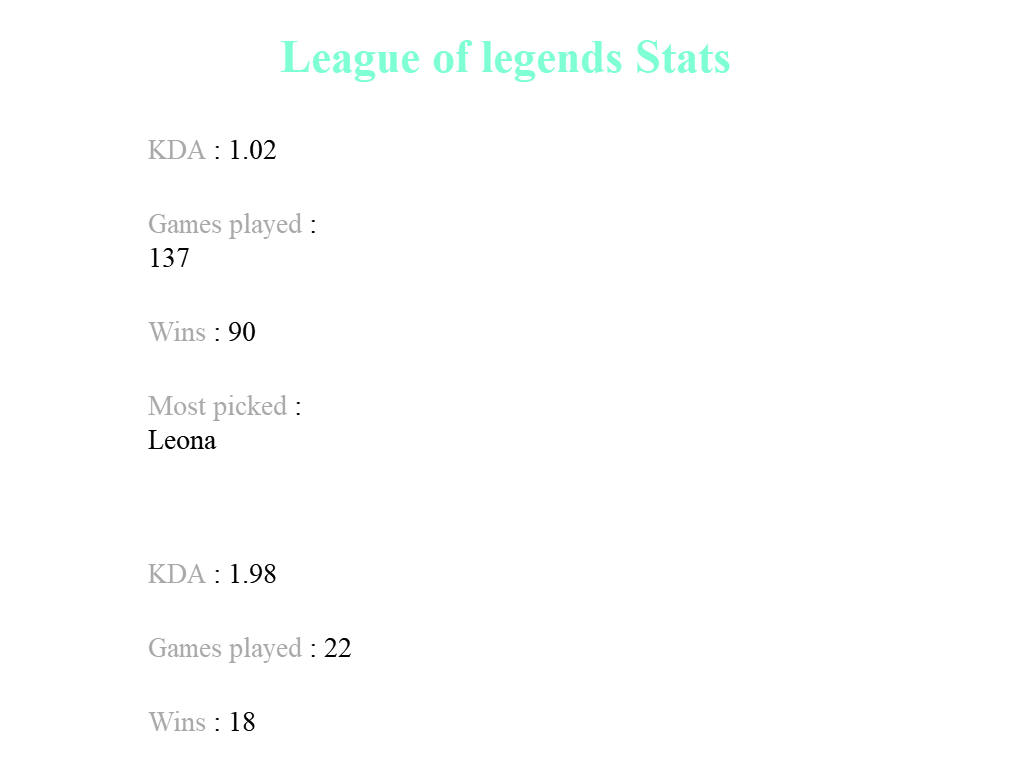 League of legends Stats
KDA : 1.02
Games played :
137
Wins : 90
Most picked :
Leona
KDA : 1.98
Games played : 22
Wins : 18